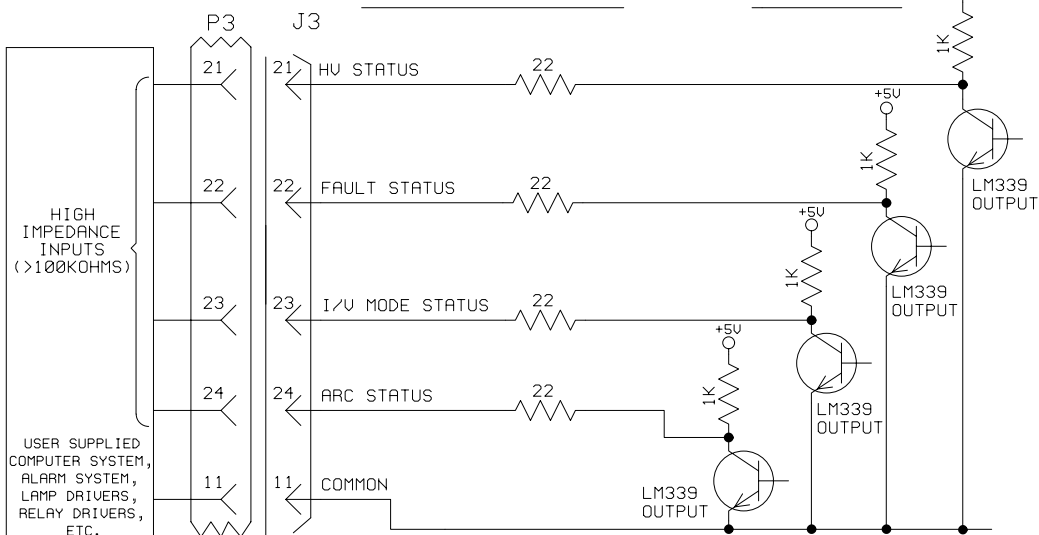 P3
J3
1K
21
21
HV STATUS
22
+5V
1K
LM339
OUTPUT
22
22
FAULT STATUS
22
HIGH
IMPEDANCE
INPUTS
(>100KOHMS)
+5V
1K
LM339
OUTPUT
23
23
I/V MODE STATUS
22
+5V
1K
LM339
OUTPUT
24
24
ARC STATUS
22
USER SUPPLIED
COMPUTER SYSTEM,
ALARM SYSTEM,
LAMP DRIVERS,
RELAY DRIVERS,
ETC.
11
11
COMMON
LM339
OUTPUT